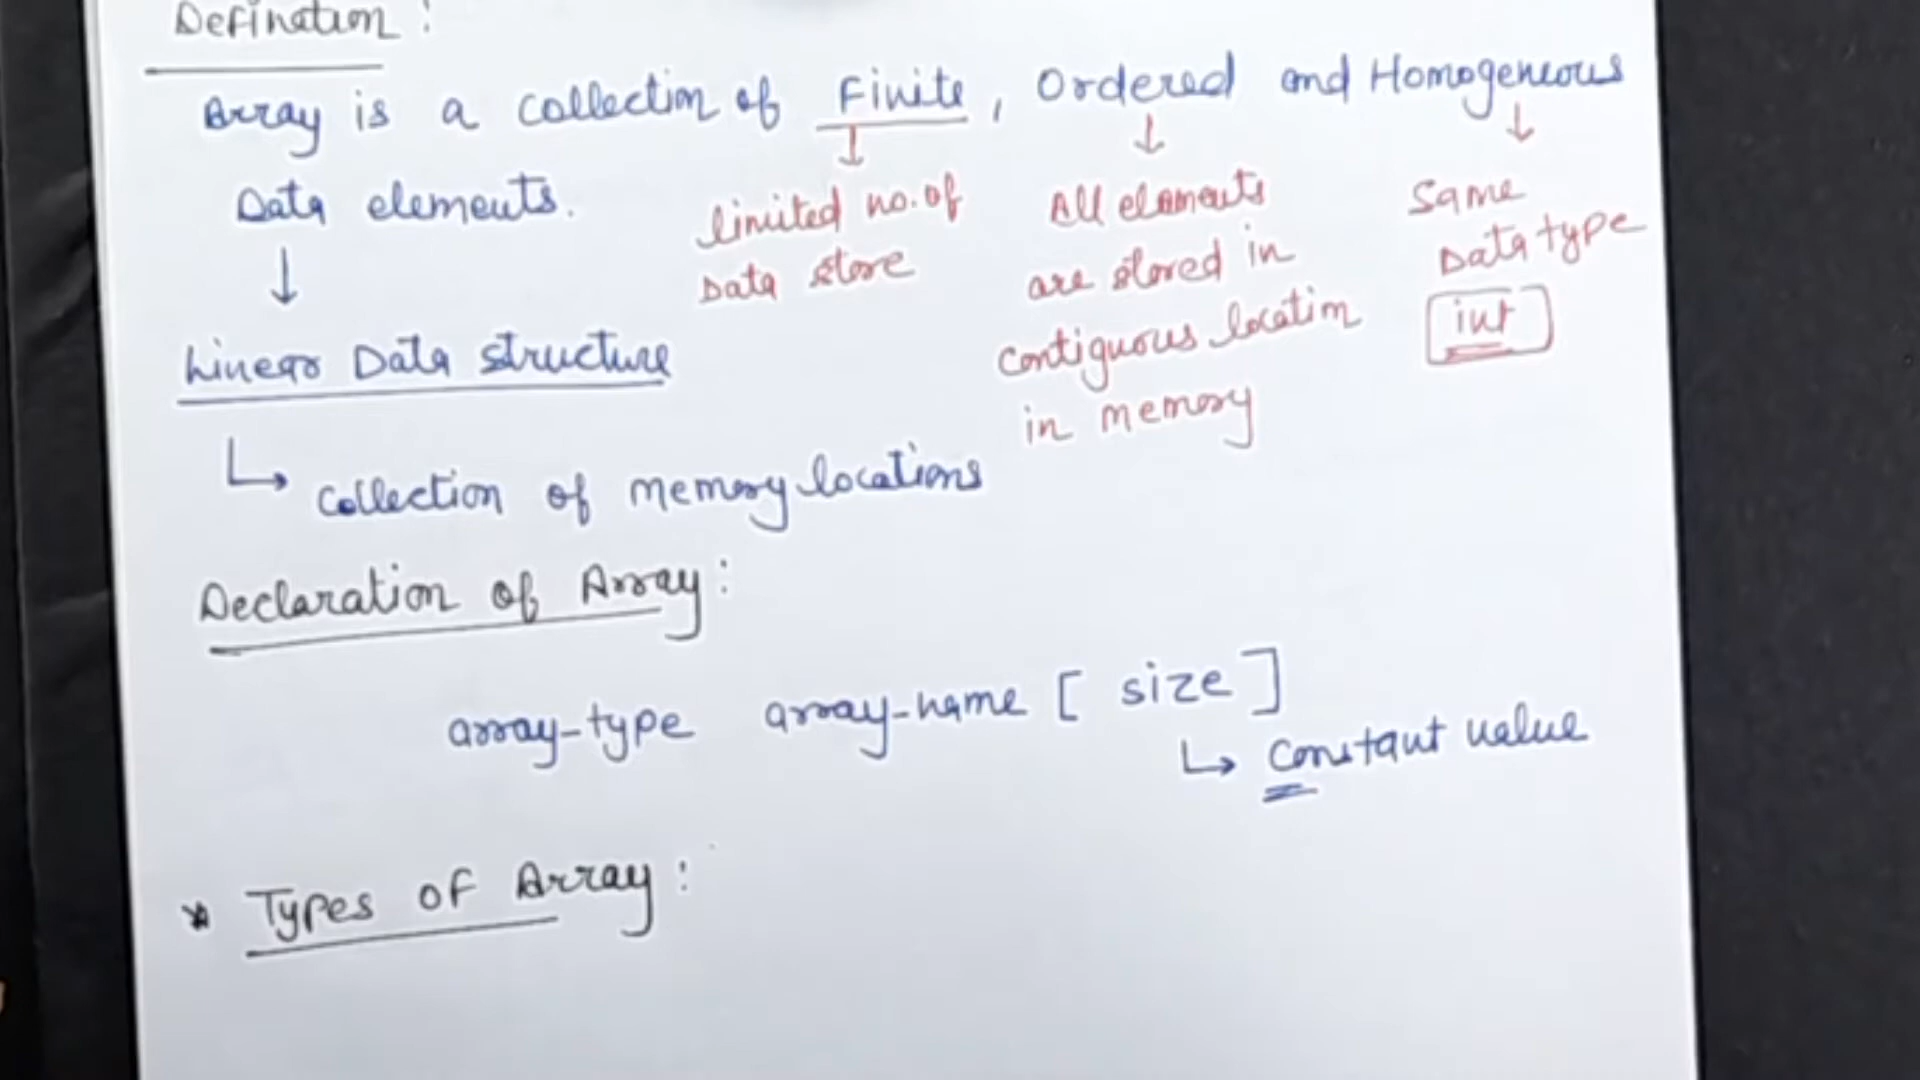 Defination :
Array is a collection of Finite, Ordered and Homogeneous
Data elements.
↓
limited no. of
Data store
↓
All elements
are stored in
contiguous location
in memory
↓
Same
Data type
int
↓
Linear Data structure
↳ collection of memory locations
Declaration of Array :
array-type array-name [ size ]
↳ constant value
* Types of Array :